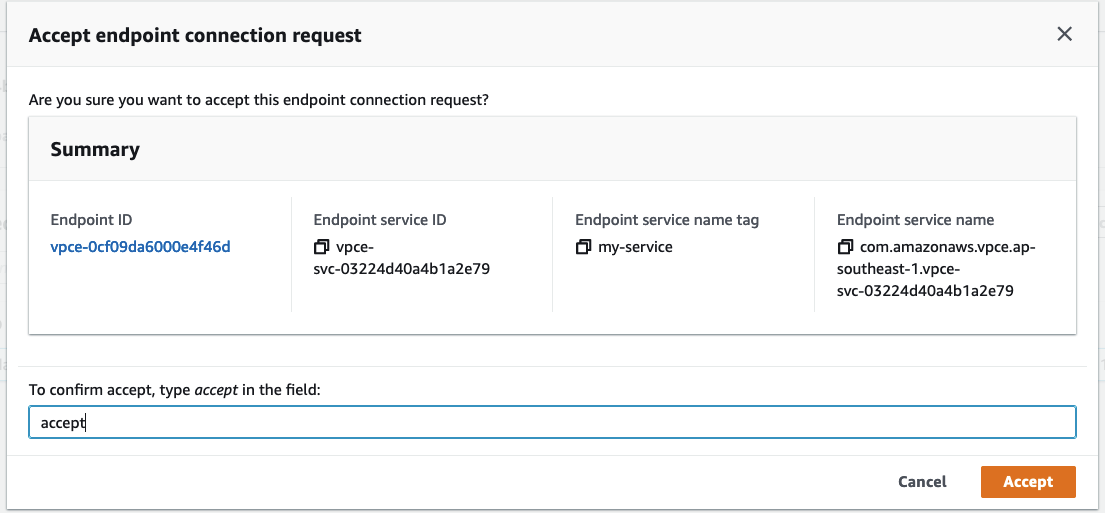 Accept endpoint connection request
Are you sure you want to accept this endpoint connection request?
Summary
Endpoint ID
vpce-0cf09da6000e4f46d
Endpoint service ID
vpce-
svc-03224d40a4b1a2e79
Endpoint service name tag
my-service
Endpoint service name
com.amazonaws.vpce.ap-
southeast-1.vpce-
svc-03224d40a4b1a2e79
To confirm accept, type accept in the field:
accept
Cancel
Accept